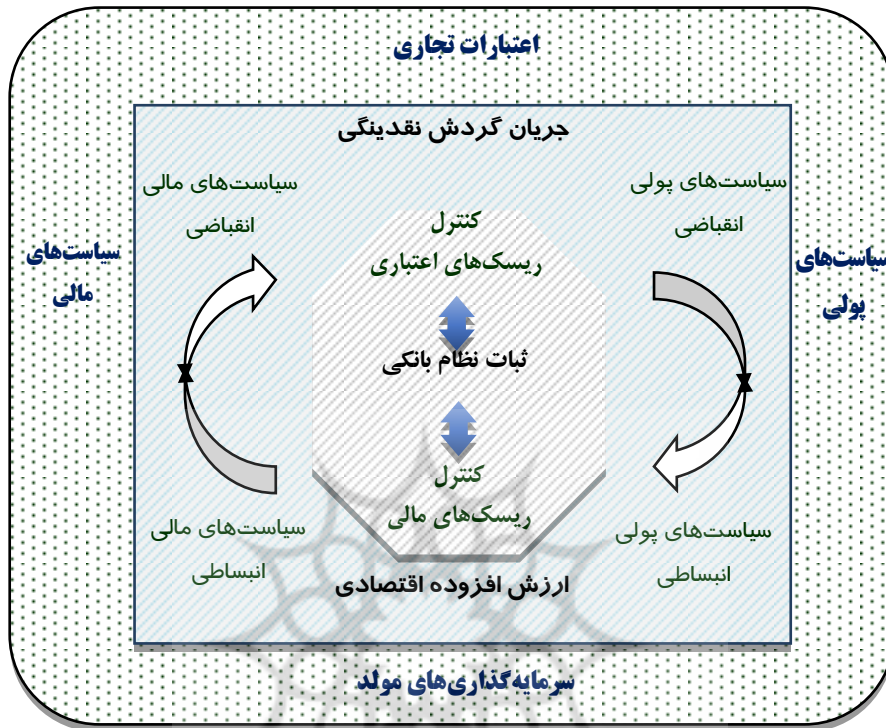 اعتبارات تجاری
جریان گردش نقدینگی
سیاست‌های پولی
انقباضی
سیاست‌های مالی
انقباضی
کنترل
ریسک‌های اعتباری
سیاست‌های
پولی
سیاست‌های
مالی
ثبات نظام بانکی
کنترل
ریسک‌های مالی
سیاست‌های پولی
انبساطی
سیاست‌های مالی
انبساطی
ارزش افزوده اقتصادی
سرمایه‌گذاری‌های مولد